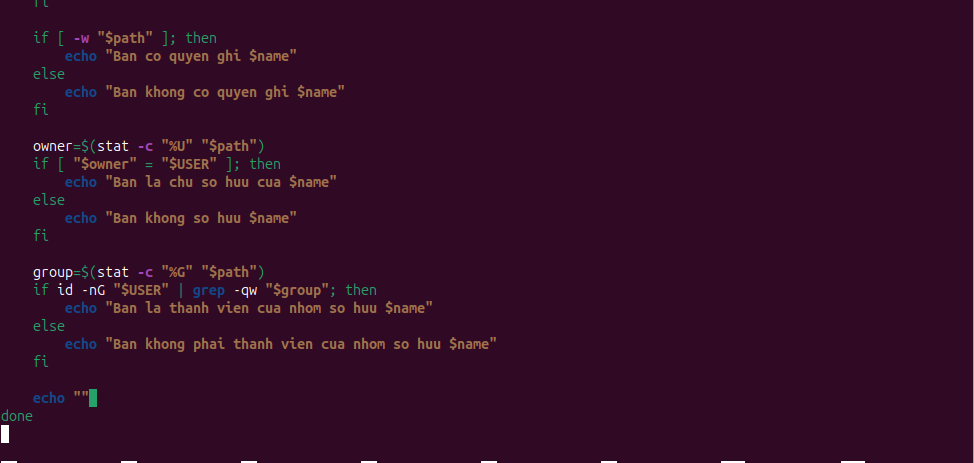 fi
    if [ -w "$path" ]; then
        echo "Ban co quyen ghi $name"
    else
        echo "Ban khong co quyen ghi $name"
    fi
    owner=$(stat -c "%U" "$path")
    if [ "$owner" = "$USER" ]; then
        echo "Ban la chu so huu cua $name"
    else
        echo "Ban khong so huu $name"
    fi
    group=$(stat -c "%G" "$path")
    if id -nG "$USER" | grep -qw "$group"; then
        echo "Ban la thanh vien cua nhom so huu $name"
    else
        echo "Ban khong phai thanh vien cua nhom so huu $name"
    fi
    echo ""
done